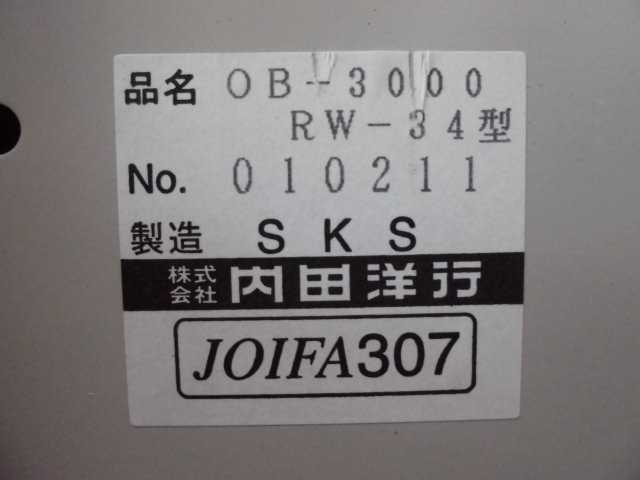 品名 OB-3000
RW-34型
No. 010211
製造 SKS
株式会社 内田洋行
JOIFA307